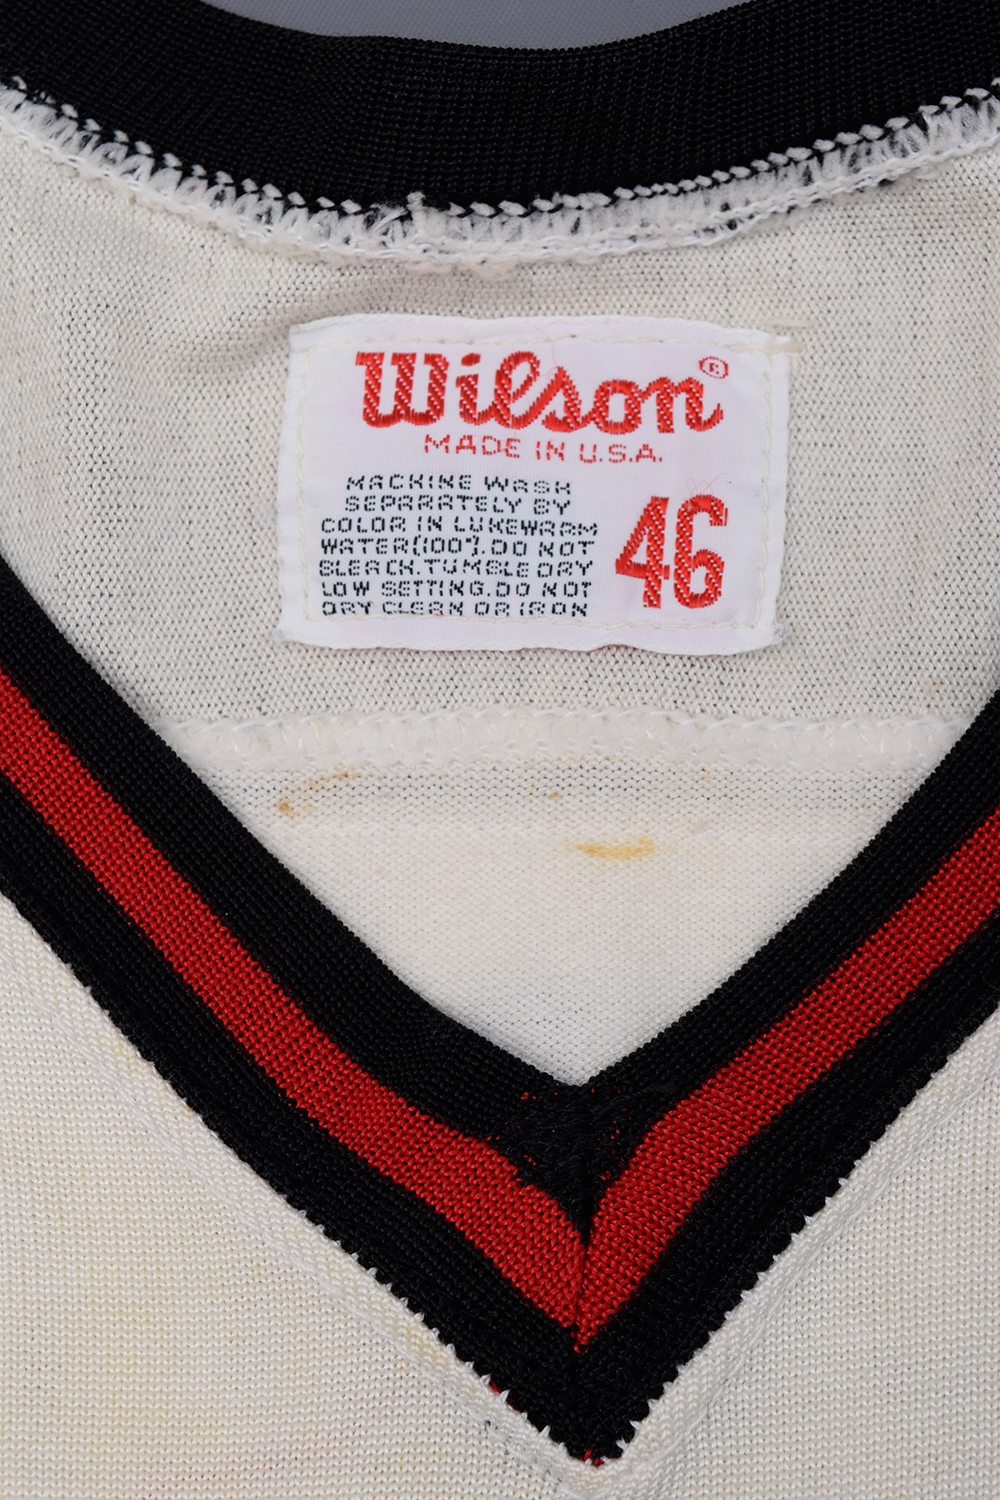 Wilson®
MADE IN U.S.A.
MACHINE WASH
SEPARATELY BY
COLOR IN LUKEWARM
WATER(100°).DO NOT
BLEACH.TUMBLE DRY
LOW SETTING.DO NOT
DRY CLEAN OR IRON
46